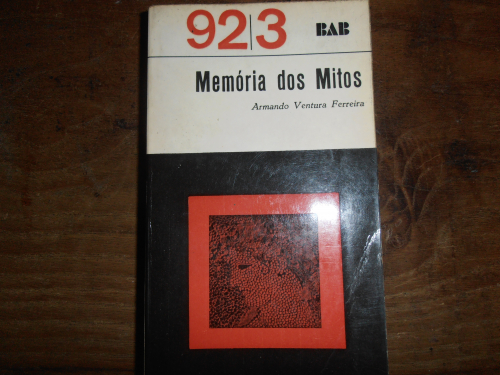 92|3 BAB
Memória dos Mitos
Armando Ventura Ferreira